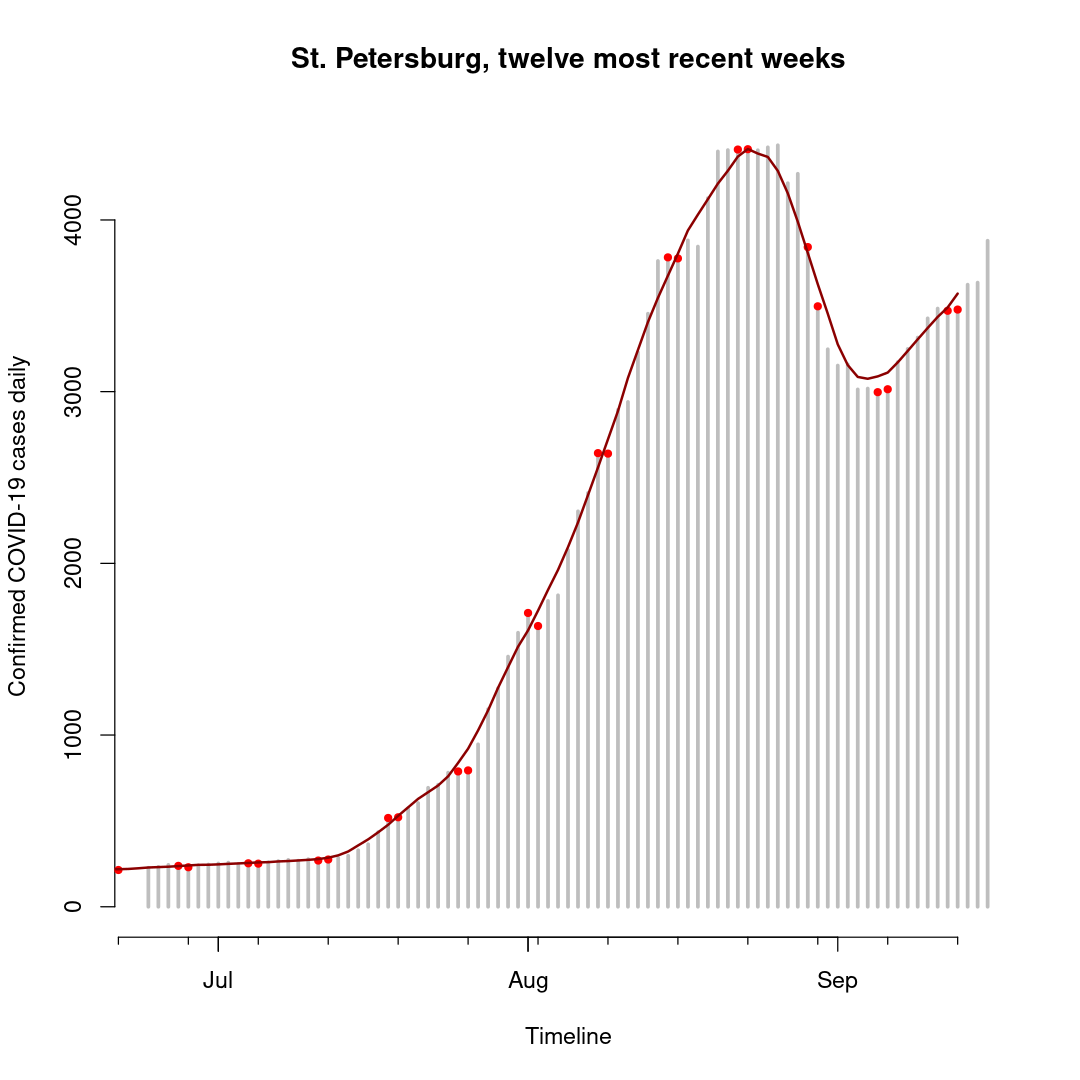 St. Petersburg, twelve most recent weeks
Confirmed COVID-19 cases daily
4000
3000
2000
1000
0
Jul Aug Sep
Timeline